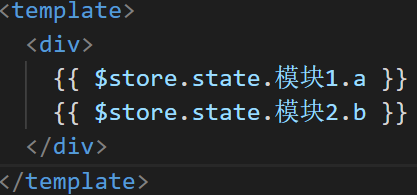 <template>
<div>
{{ $store.state.模块1.a }}
{{ $store.state.模块2.b }}
</div>
</template>